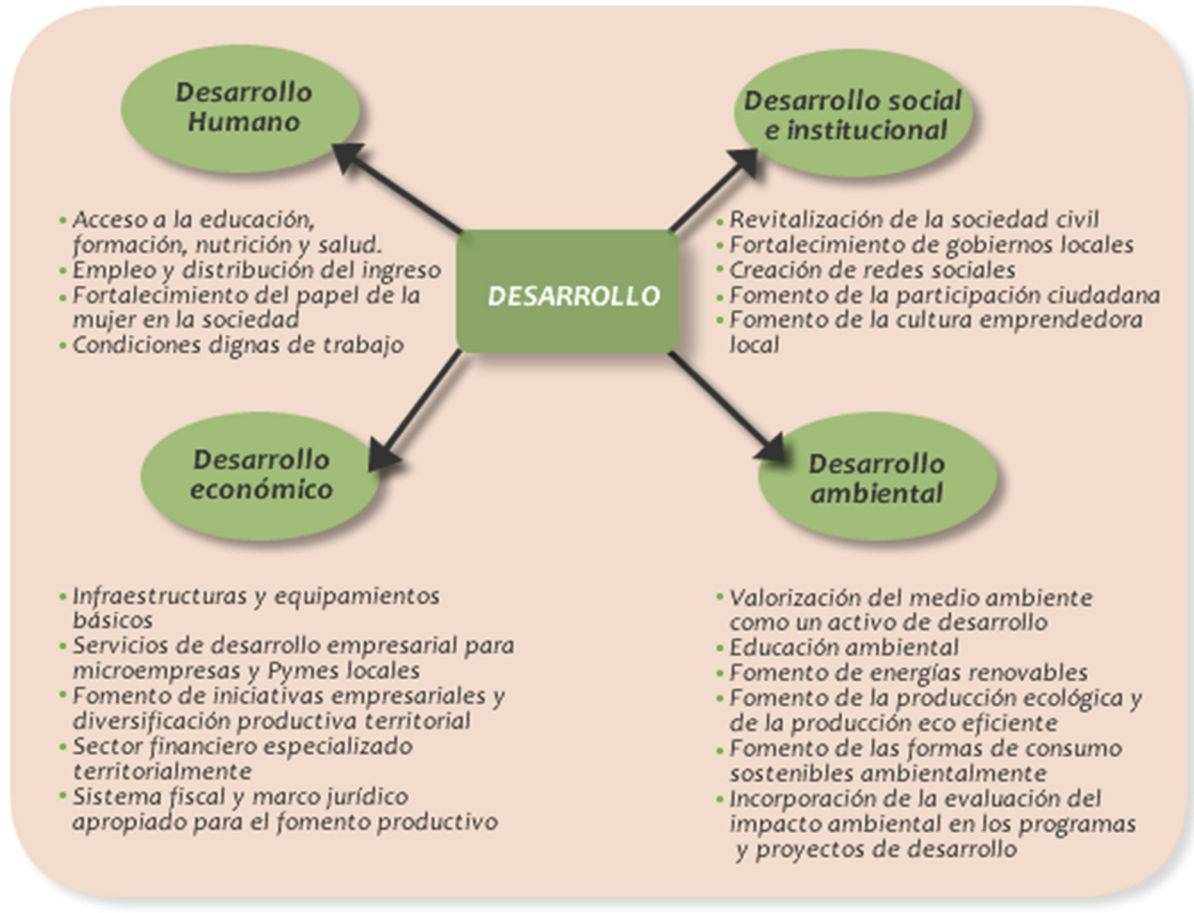 Desarrollo
Humano
Desarrollo social
e institucional
• Acceso a la educación,
formación, nutrición y salud.
• Empleo y distribución del ingreso
• Fortalecimiento del papel de la
mujer en la sociedad
• Condiciones dignas de trabajo
DESARROLLO
• Revitalización de la sociedad civil
• Fortalecimiento de gobiernos locales
• Creación de redes sociales
• Fomento de la participación ciudadana
• Fomento de la cultura emprendedora
local
Desarrollo
económico
Desarrollo
ambiental
• Infraestructuras y equipamientos
básicos
• Servicios de desarrollo empresarial para
microempresas y Pymes locales
• Fomento de iniciativas empresariales y
diversificación productiva territorial
• Sector financiero especializado
territorialmente
• Sistema fiscal y marco jurídico
apropiado para el fomento productivo
• Valorización del medio ambiente
como un activo de desarrollo
• Educación ambiental
• Fomento de energías renovables
• Fomento de la producción ecológica y
de la producción eco eficiente
• Fomento de las formas de consumo
sostenibles ambientalmente
• Incorporación de la evaluación del
impacto ambiental en los programas
y proyectos de desarrollo